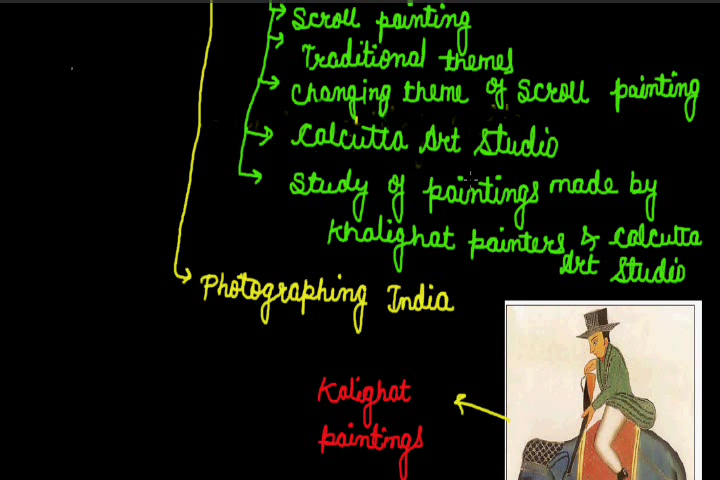 Scroll painting
Traditional themes
Changing theme of Scroll painting
Calcutta Art Studio
Study of paintings made by
Khalighat painters & Calcutta
Art Studio
Photographing India
Kalighat
paintings